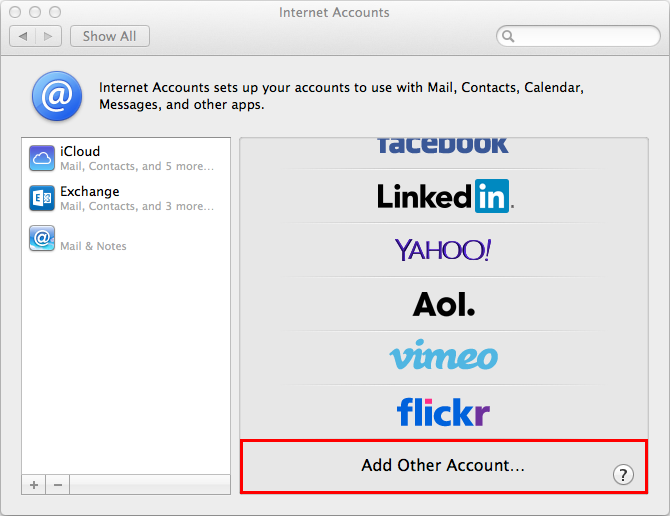 Internet Accounts
Show All
Internet Accounts sets up your accounts to use with Mail, Contacts, Calendar,
Messages, and other apps.
iCloud
Mail, Contacts, and 5 more...
Exchange
Mail, Contacts, and 3 more...
Mail & Notes
facebook
Linkedin.
YAHOO!
Aol.
vimeo
flickr
Add Other Account...
?
+ −